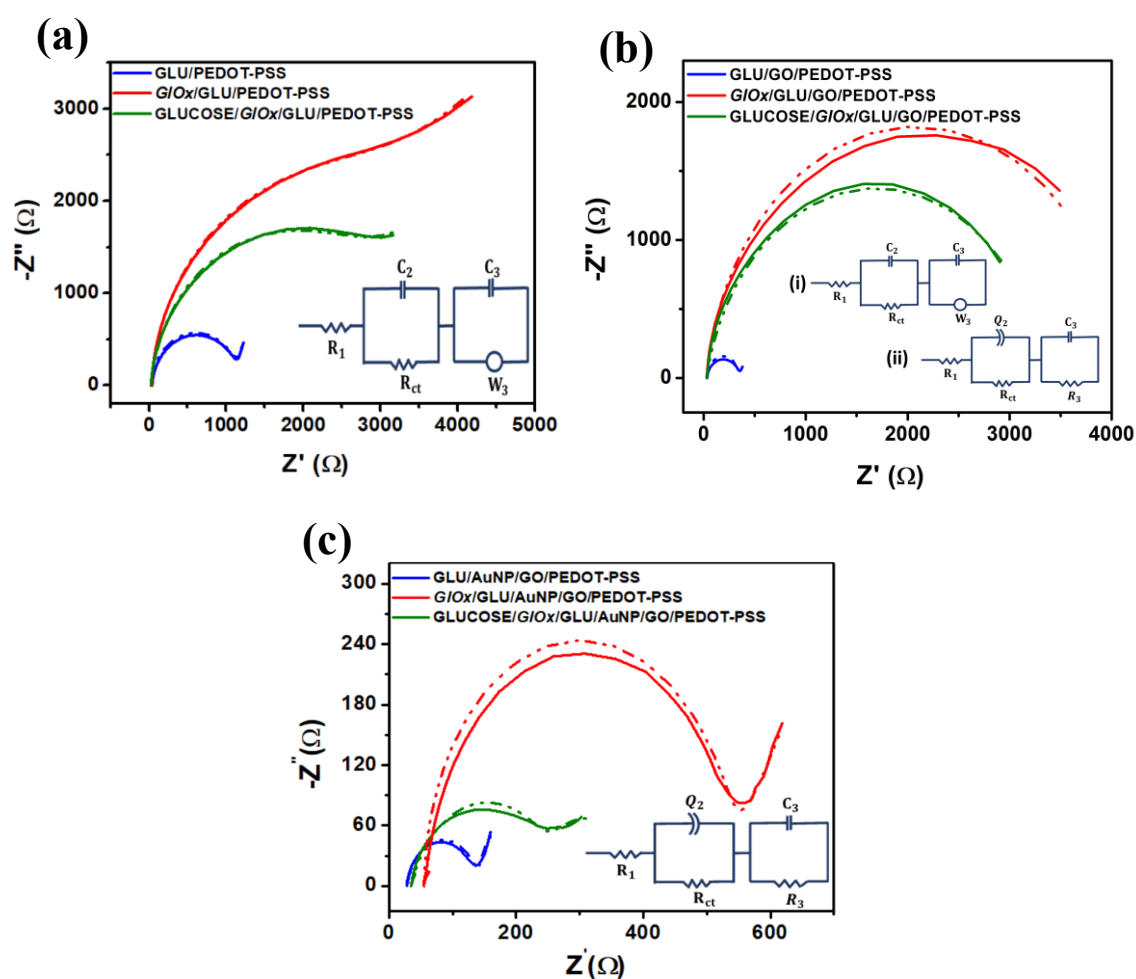 (a)
GLU/PEDOT-PSS
GlOx/GLU/PEDOT-PSS
GLUCOSE/GlOx/GLU/PEDOT-PSS
3000
2000
1000
0
-Z'' (Ω)
C2
C3
R1
Rct
W3
0 1000 2000 3000 4000 5000
Z' (Ω)
(b)
GLU/GO/PEDOT-PSS
GlOx/GLU/GO/PEDOT-PSS
GLUCOSE/GlOx/GLU/GO/PEDOT-PSS
2000
1000
0
-Z'' (Ω)
(i)
C2
C3
R1
Rct
W3
(ii)
Q2
C3
R1
Rct
R3
0 1000 2000 3000 4000
Z' (Ω)
(c)
GLU/AuNP/GO/PEDOT-PSS
GlOx/GLU/AuNP/GO/PEDOT-PSS
GLUCOSE/GlOx/GLU/AuNP/GO/PEDOT-PSS
300
240
180
120
60
0
-Z'' (Ω)
Q2
C3
R1
Rct
R3
0 200 400 600
Z' (Ω)